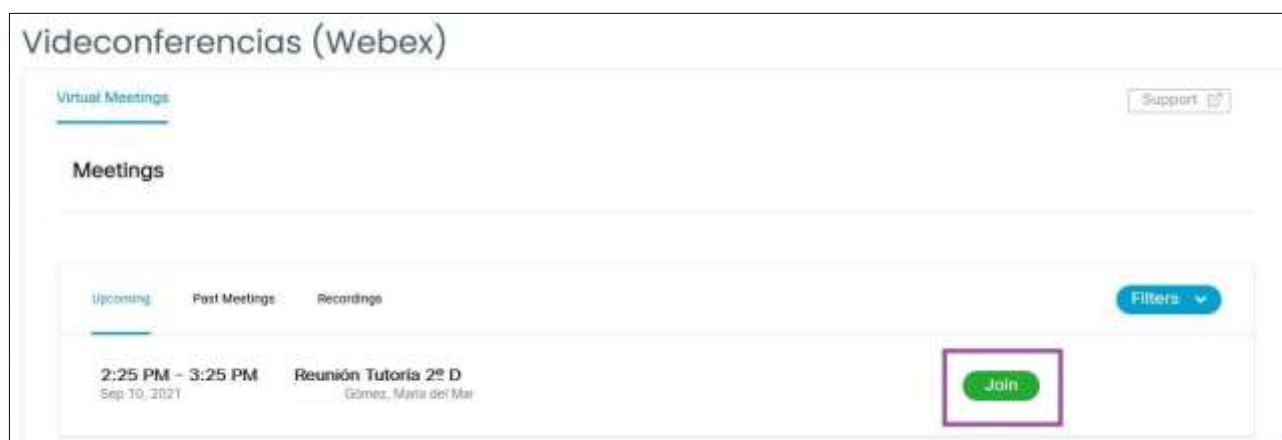 Videconferencias (Webex)
Virtual Meetings
Support
Meetings
Upcoming Past Meetings Recordings
Filters
2:25 PM - 3:25 PM Reunión Tutoría 2º D
Sep 10, 2021 Gómez, María del Mar
Join